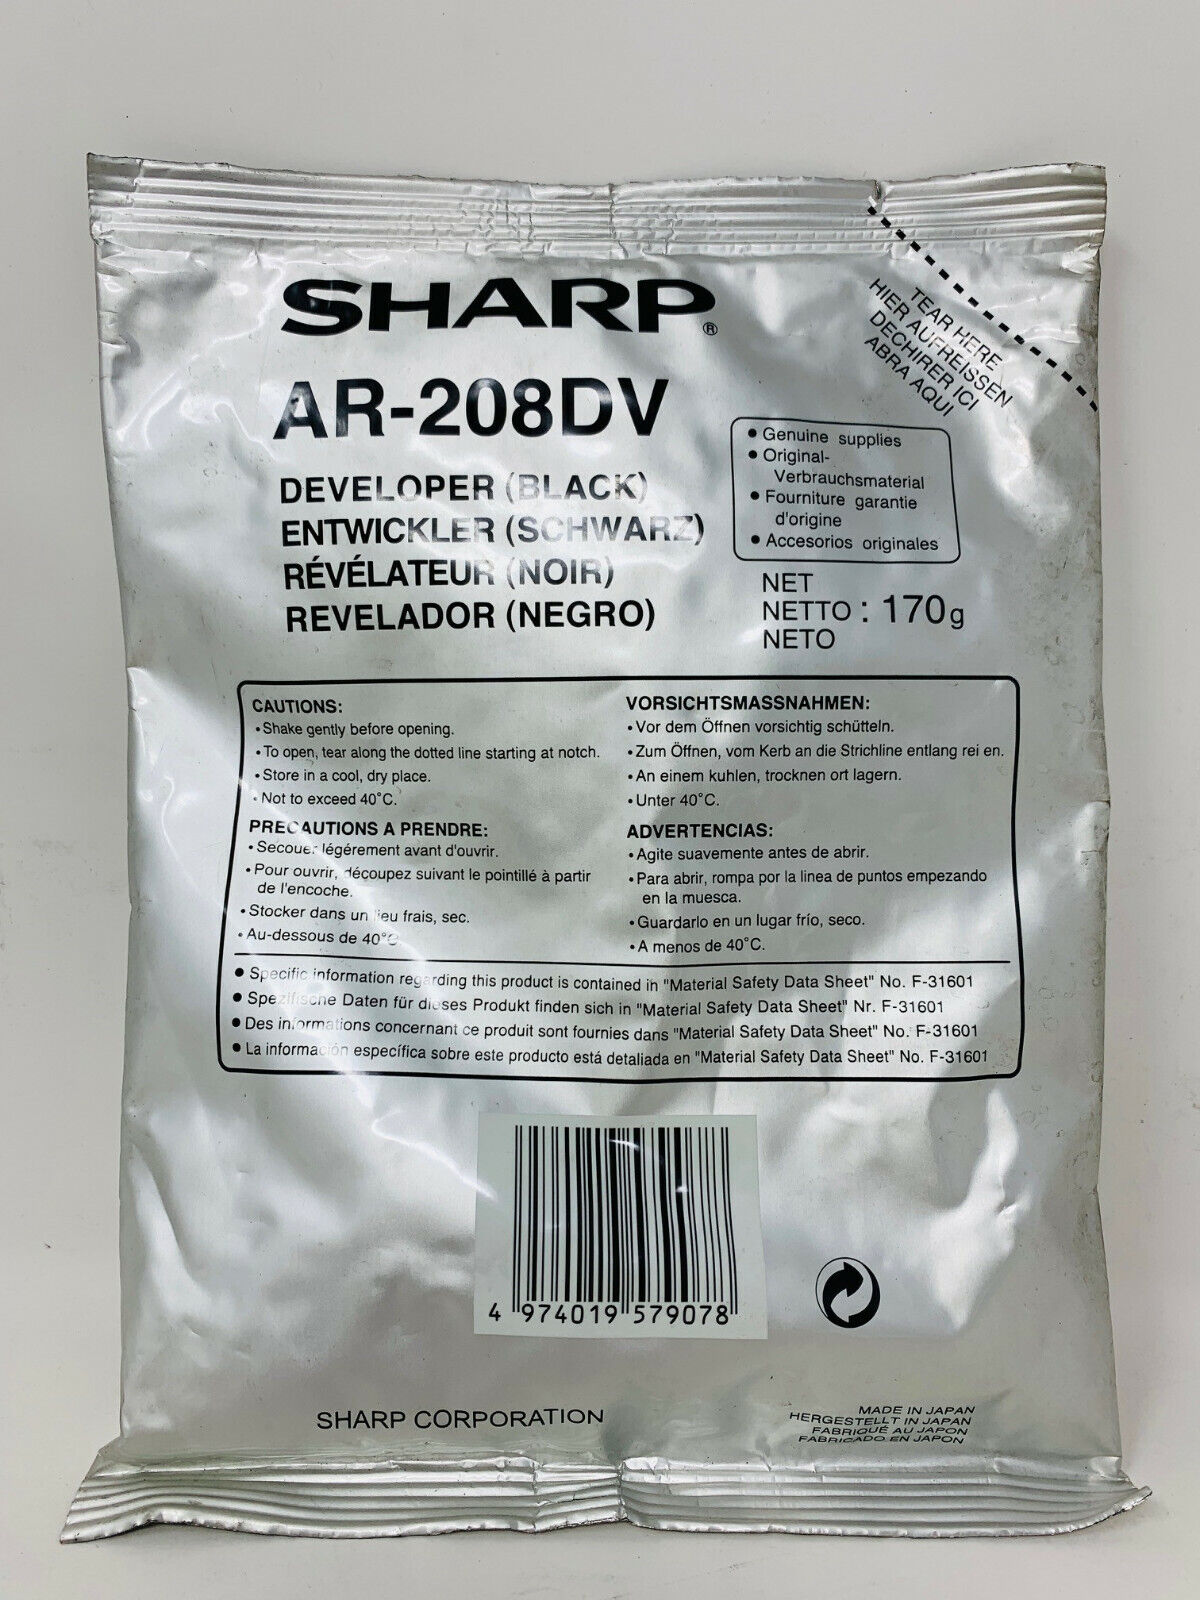 SHARP®
AR-208DV
DEVELOPER (BLACK)
ENTWICKLER (SCHWARZ)
RÉVÉLATEUR (NOIR)
REVELADOR (NEGRO)
TEAR HERE
HIER AUFREISSEN
DECHIRER ICI
ABRA AQUI
• Genuine supplies
• Original-
Verbrauchsmaterial
• Fourniture garantie
d'origine
• Accesorios originales
NET
NETTO : 170g
NETO
CAUTIONS:
• Shake gently before opening.
• To open, tear along the dotted line starting at notch.
• Store in a cool, dry place.
• Not to exceed 40°C.
VORSICHTSMASSNAHMEN:
• Vor dem Öffnen vorsichtig schütteln.
• Zum Öffnen, vom Kerb an die Strichline entlang rei en.
• An einem kuhlen, trocknen ort lagern.
• Unter 40°C.
PRECAUTIONS A PRENDRE:
• Secouer légérement avant d'ouvrir.
• Pour ouvrir, découpez suivant le pointillé à partir
de l'encoche.
• Stocker dans un lieu frais, sec.
• Au-dessous de 40°C
ADVERTENCIAS:
• Agite suavemente antes de abrir.
• Para abrir, rompa por la linea de puntos empezando
en la muesca.
• Guardarlo en un lugar frío, seco.
• A menos de 40°C.
• Specific information regarding this product is contained in "Material Safety Data Sheet" No. F-31601
• Spezifische Daten für dieses Produkt finden sich in "Material Safety Data Sheet" Nr. F-31601
• Des informations concernant ce produit sont fournies dans "Material Safety Data Sheet" No. F-31601
• La información específica sobre este producto está detaliada en "Material Safety Data Sheet" No. F-31601
4 974019 579078
SHARP CORPORATION
MADE IN JAPAN
HERGESTELLT IN JAPAN
FABRIQUÉ AU JAPON
FABRICADO EN JAPON